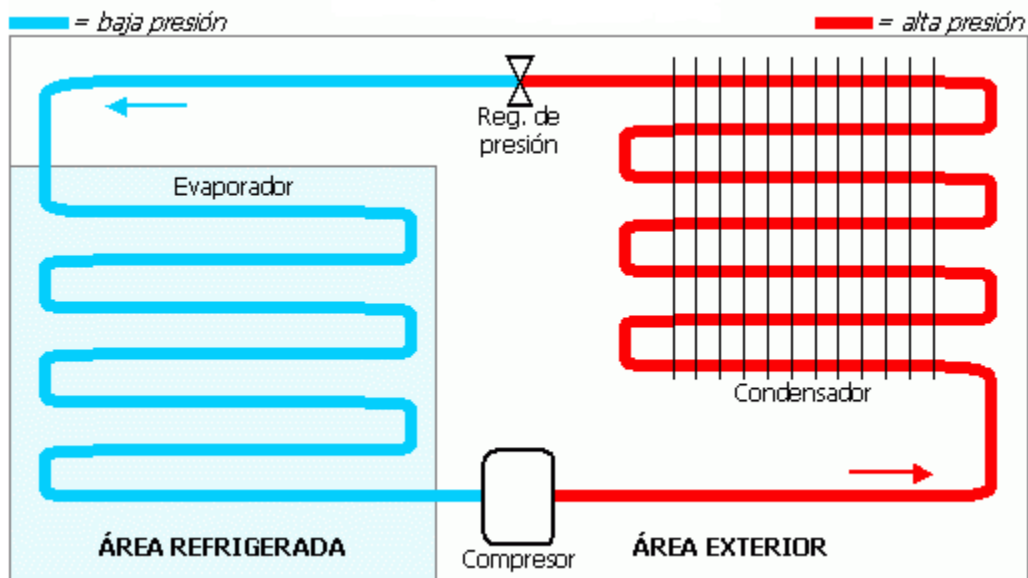 = baja presión
= alta presión
Reg. de
presión
Evaporador
Condensador
Compresor
ÁREA REFRIGERADA
ÁREA EXTERIOR